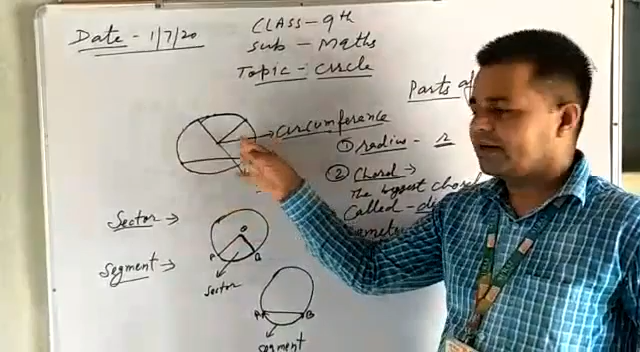 Date - 1/7/20
CLASS - 9th
Sub - Maths
Topic - Circle
Parts of
Circumference
① radius - r
② Chord →
The biggest chord
Called - di
Sector →
O
P
B
Sector
Segment →
A
B
segment